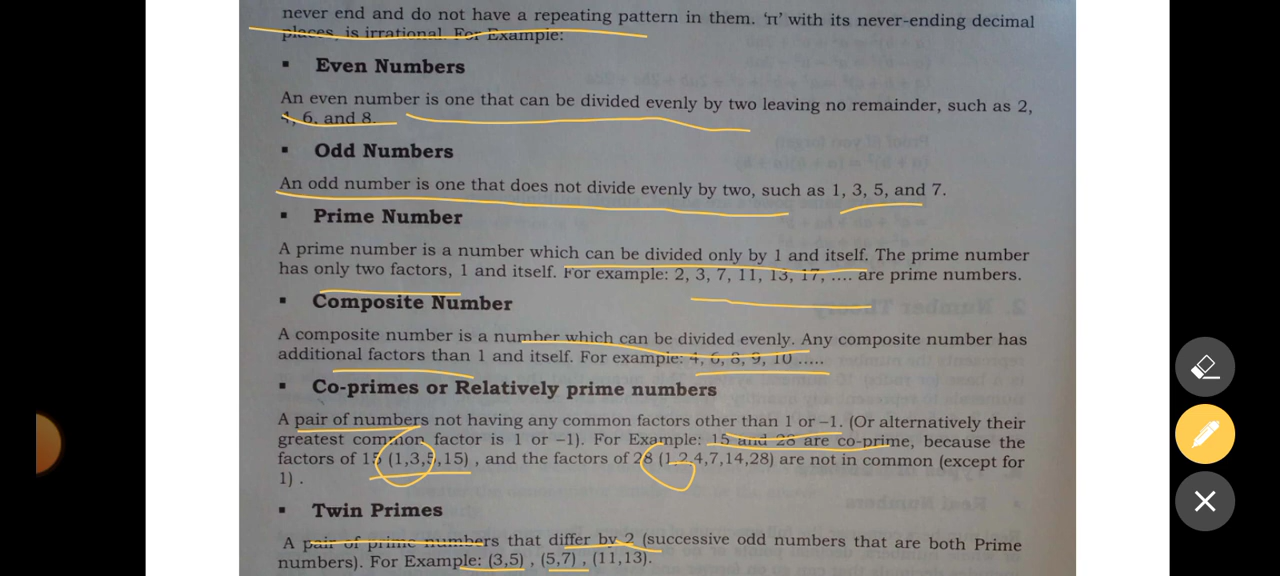 never end and do not have a repeating pattern in them. ‘π’ with its never-ending decimal
places, is irrational. For Example:
▪ Even Numbers
An even number is one that can be divided evenly by two leaving no remainder, such as 2,
4, 6, and 8.
▪ Odd Numbers
An odd number is one that does not divide evenly by two, such as 1, 3, 5, and 7.
▪ Prime Number
A prime number is a number which can be divided only by 1 and itself. The prime number
has only two factors, 1 and itself. For example: 2, 3, 7, 11, 13, 17, .... are prime numbers.
▪ Composite Number
A composite number is a number which can be divided evenly. Any composite number has
additional factors than 1 and itself. For example: 4, 6, 8, 9, 10 .....
▪ Co-primes or Relatively prime numbers
A pair of numbers not having any common factors other than 1 or –1. (Or alternatively their
greatest common factor is 1 or –1). For Example: 15 and 28 are co-prime, because the
factors of 15 (1,3,5,15) , and the factors of 28 (1,2,4,7,14,28) are not in common (except for
1) .
▪ Twin Primes
A pair of prime numbers that differ by 2 (successive odd numbers that are both Prime
numbers). For Example: (3,5) , (5,7) , (11,13).